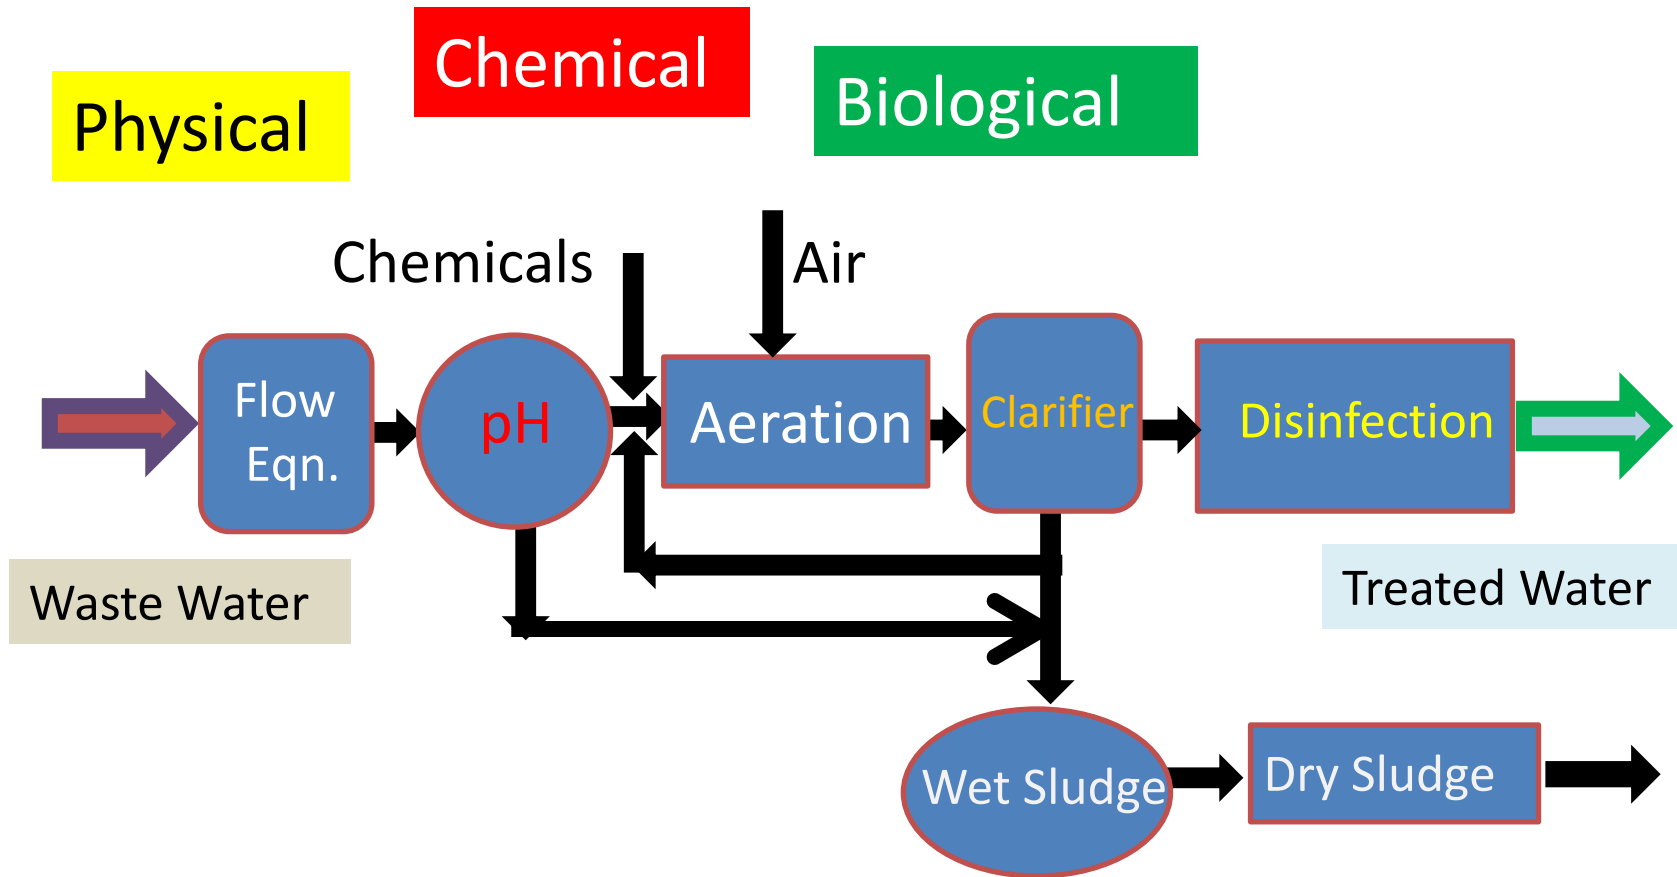 Physical
Chemical
Biological
Chemicals
Air
Flow
Eqn.
pH
Aeration
Clarifier
Disinfection
Waste Water
Treated Water
Wet Sludge
Dry Sludge